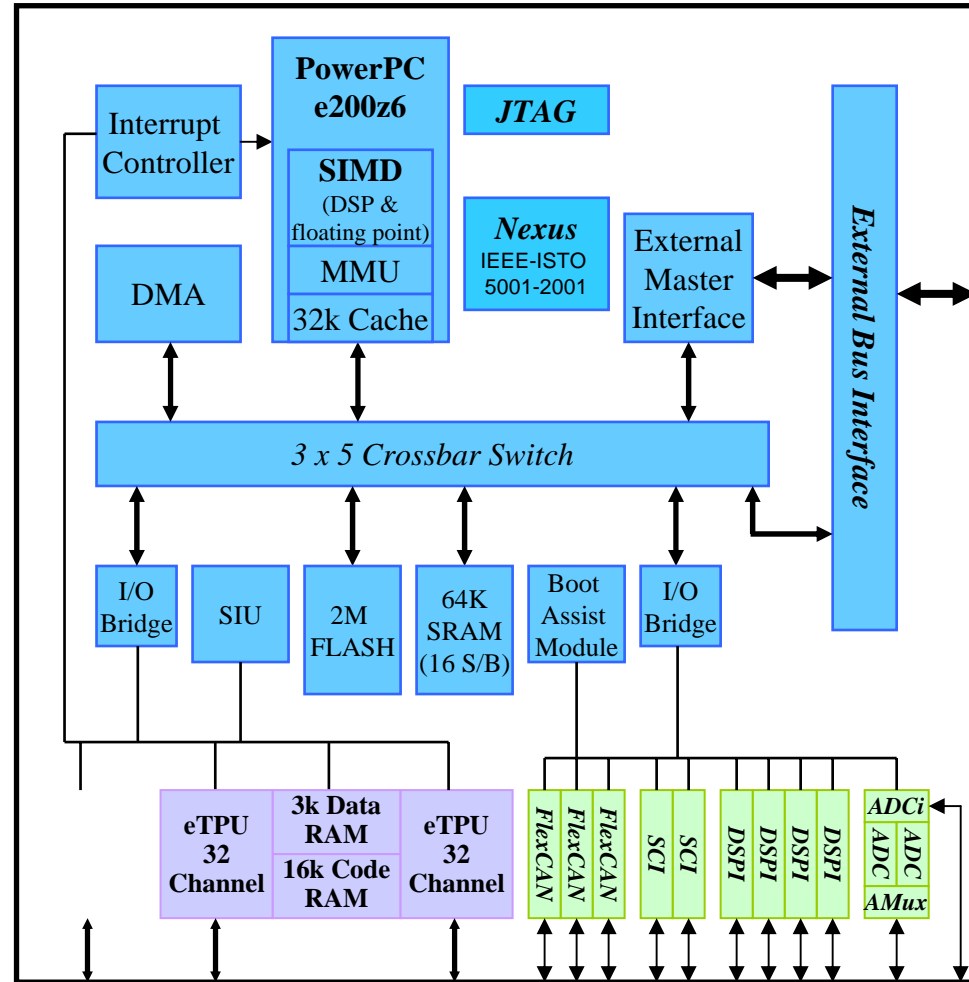 PowerPC
e200z6
JTAG
Interrupt
Controller
SIMD
(DSP &
floating point)
MMU
32k Cache
Nexus
IEEE-ISTO
5001-2001
External
Master
Interface
External Bus Interface
DMA
3 x 5 Crossbar Switch
I/O
Bridge
SIU
2M
FLASH
64K
SRAM
(16 S/B)
Boot
Assist
Module
I/O
Bridge
eTPU
32
Channel
3k Data
RAM
16k Code
RAM
eTPU
32
Channel
FlexCAN
FlexCAN
FlexCAN
SCI
SCI
DSPI
DSPI
DSPI
DSPI
ADCi
ADC
ADC
AMux